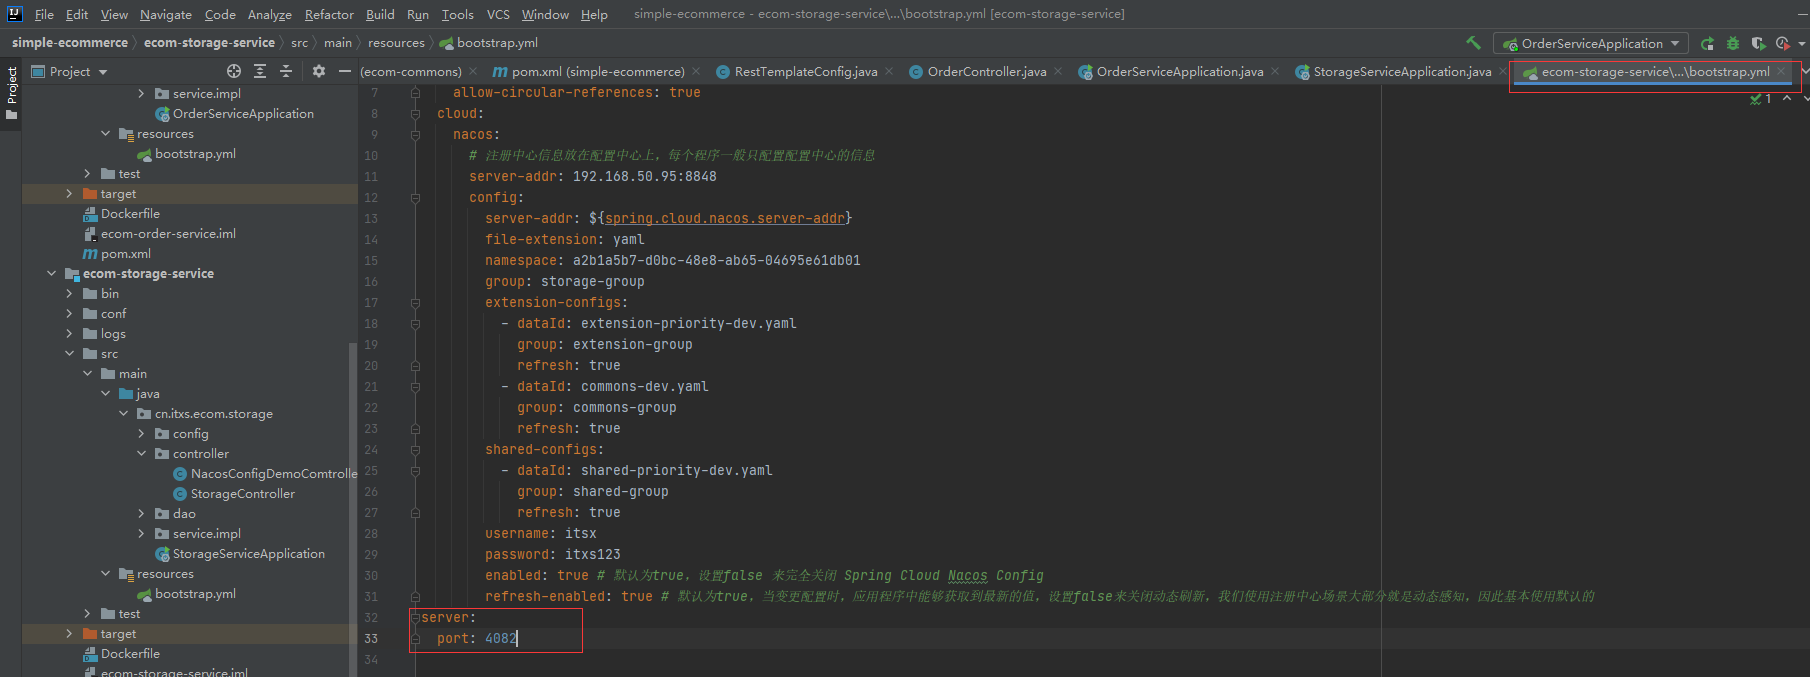 File Edit View Navigate Code Analyze Refactor Build Run Tools VCS Window Help simple-ecommerce - ecom-storage-service\...\bootstrap.yml [ecom-storage-service]
simple-ecommerce ecom-storage-service src main resources bootstrap.yml OrderServiceApplication
Project
Project (ecom-commons) pom.xml (simple-ecommerce) RestTemplateConfig.java OrderController.java OrderServiceApplication.java StorageServiceApplication.java ecom-storage-service\...\bootstrap.yml
service.impl
OrderServiceApplication
resources
bootstrap.yml
test
target
Dockerfile
ecom-order-service.iml
pom.xml
ecom-storage-service
bin
conf
logs
src
main
java
cn.itxs.ecom.storage
config
controller
NacosConfigDemoComtrolle
StorageController
dao
service.impl
StorageServiceApplication
resources
bootstrap.yml
test
target
Dockerfile
ecom-storage-service.iml
1
7 allow-circular-references: true
8 cloud:
9 nacos:
10 # 注册中心信息放在配置中心上，每个程序一般只配置配置中心的信息
11 server-addr: 192.168.50.95:8848
12 config:
13 server-addr: ${spring.cloud.nacos.server-addr}
14 file-extension: yaml
15 namespace: a2b1a5b7-d0bc-48e8-ab65-04695e61db01
16 group: storage-group
17 extension-configs:
18 - dataId: extension-priority-dev.yaml
19 group: extension-group
20 refresh: true
21 - dataId: commons-dev.yaml
22 group: commons-group
23 refresh: true
24 shared-configs:
25 - dataId: shared-priority-dev.yaml
26 group: shared-group
27 refresh: true
28 username: itsx
29 password: itxs123
30 enabled: true # 默认为true，设置false 来完全关闭 Spring Cloud Nacos Config
31 refresh-enabled: true # 默认为true，当变更配置时，应用程序中能够获取到最新的值，设置false来关闭动态刷新，我们使用注册中心场景大部分就是动态感知，因此基本使用默认的
32 server:
33 port: 4082
34